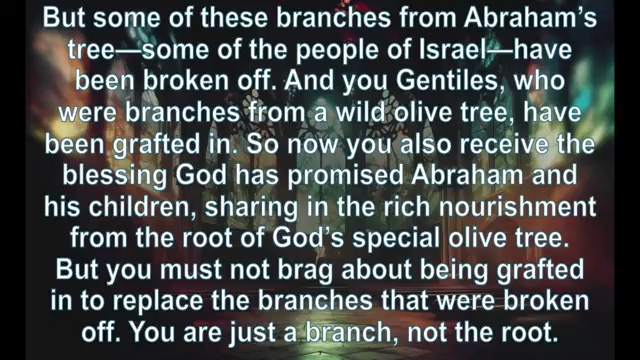 But some of these branches from Abraham’s
tree—some of the people of Israel—have
been broken off. And you Gentiles, who
were branches from a wild olive tree, have
been grafted in. So now you also receive the
blessing God has promised Abraham and
his children, sharing in the rich nourishment
from the root of God’s special olive tree.
But you must not brag about being grafted
in to replace the branches that were broken
off. You are just a branch, not the root.